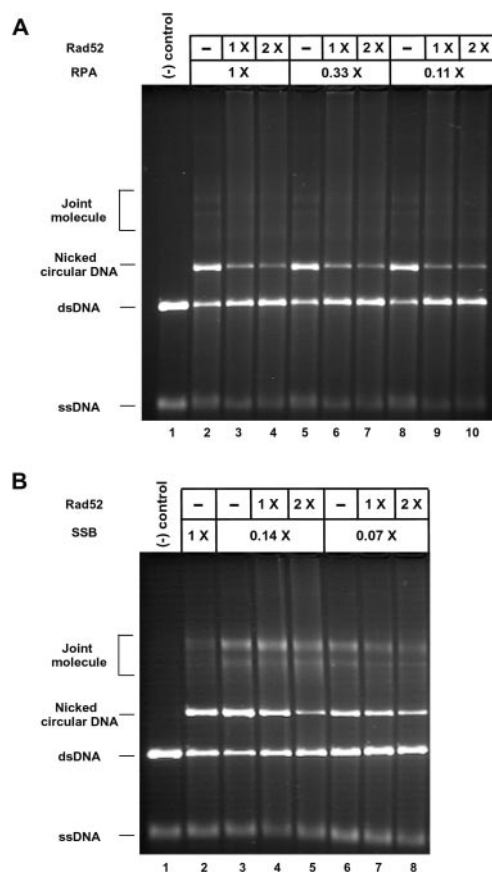 A
(-) control
Rad52 – 1 X 2 X – 1 X 2 X – 1 X 2 X
RPA 1 X 0.33 X 0.11 X
Joint
molecule
Nicked
circular DNA
dsDNA
ssDNA
1 2 3 4 5 6 7 8 9 10
B
(-) control
Rad52 – – 1 X 2 X – 1 X 2 X
SSB 1 X 0.14 X 0.07 X
Joint
molecule
Nicked
circular DNA
dsDNA
ssDNA
1 2 3 4 5 6 7 8